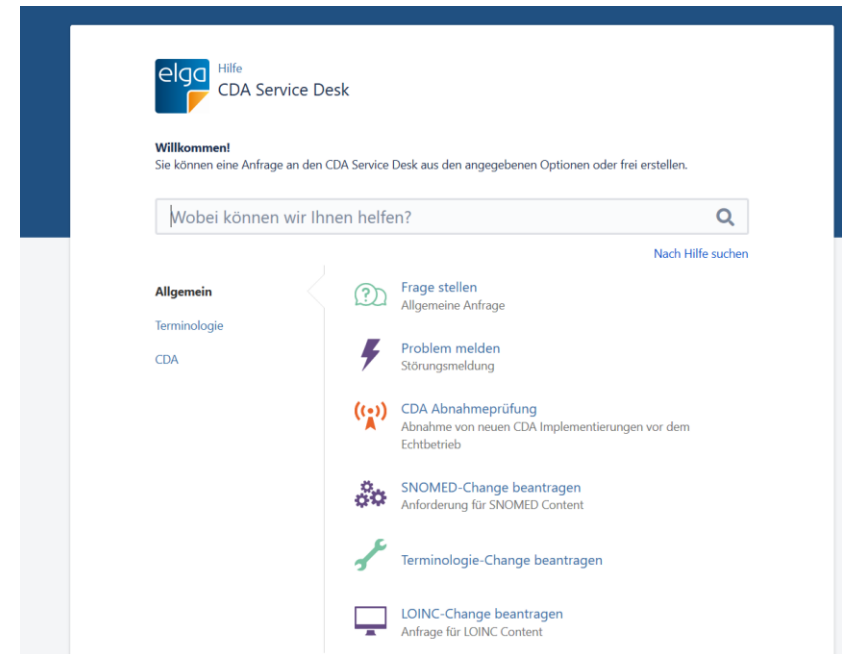 elga
Hilfe
CDA Service Desk
Willkommen!
Sie können eine Anfrage an den CDA Service Desk aus den angegebenen Optionen oder frei erstellen.
Wobei können wir Ihnen helfen?
Nach Hilfe suchen
Allgemein
Terminologie
CDA
Frage stellen
Allgemeine Anfrage
Problem melden
Störungsmeldung
CDA Abnahmeprüfung
Abnahme von neuen CDA Implementierungen vor dem
Echtbetrieb
SNOMED-Change beantragen
Anforderung für SNOMED Content
Terminologie-Change beantragen
LOINC-Change beantragen
Anfrage für LOINC Content